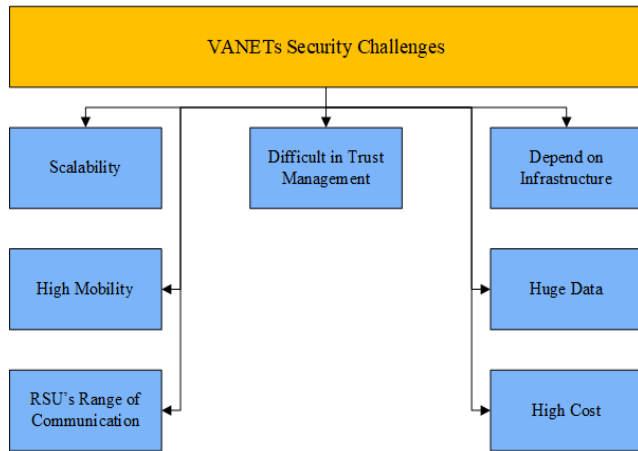 VANETs Security Challenges
Scalability
Difficult in Trust
Management
Depend on
Infrastructure
High Mobility
Huge Data
RSU's Range of
Communication
High Cost